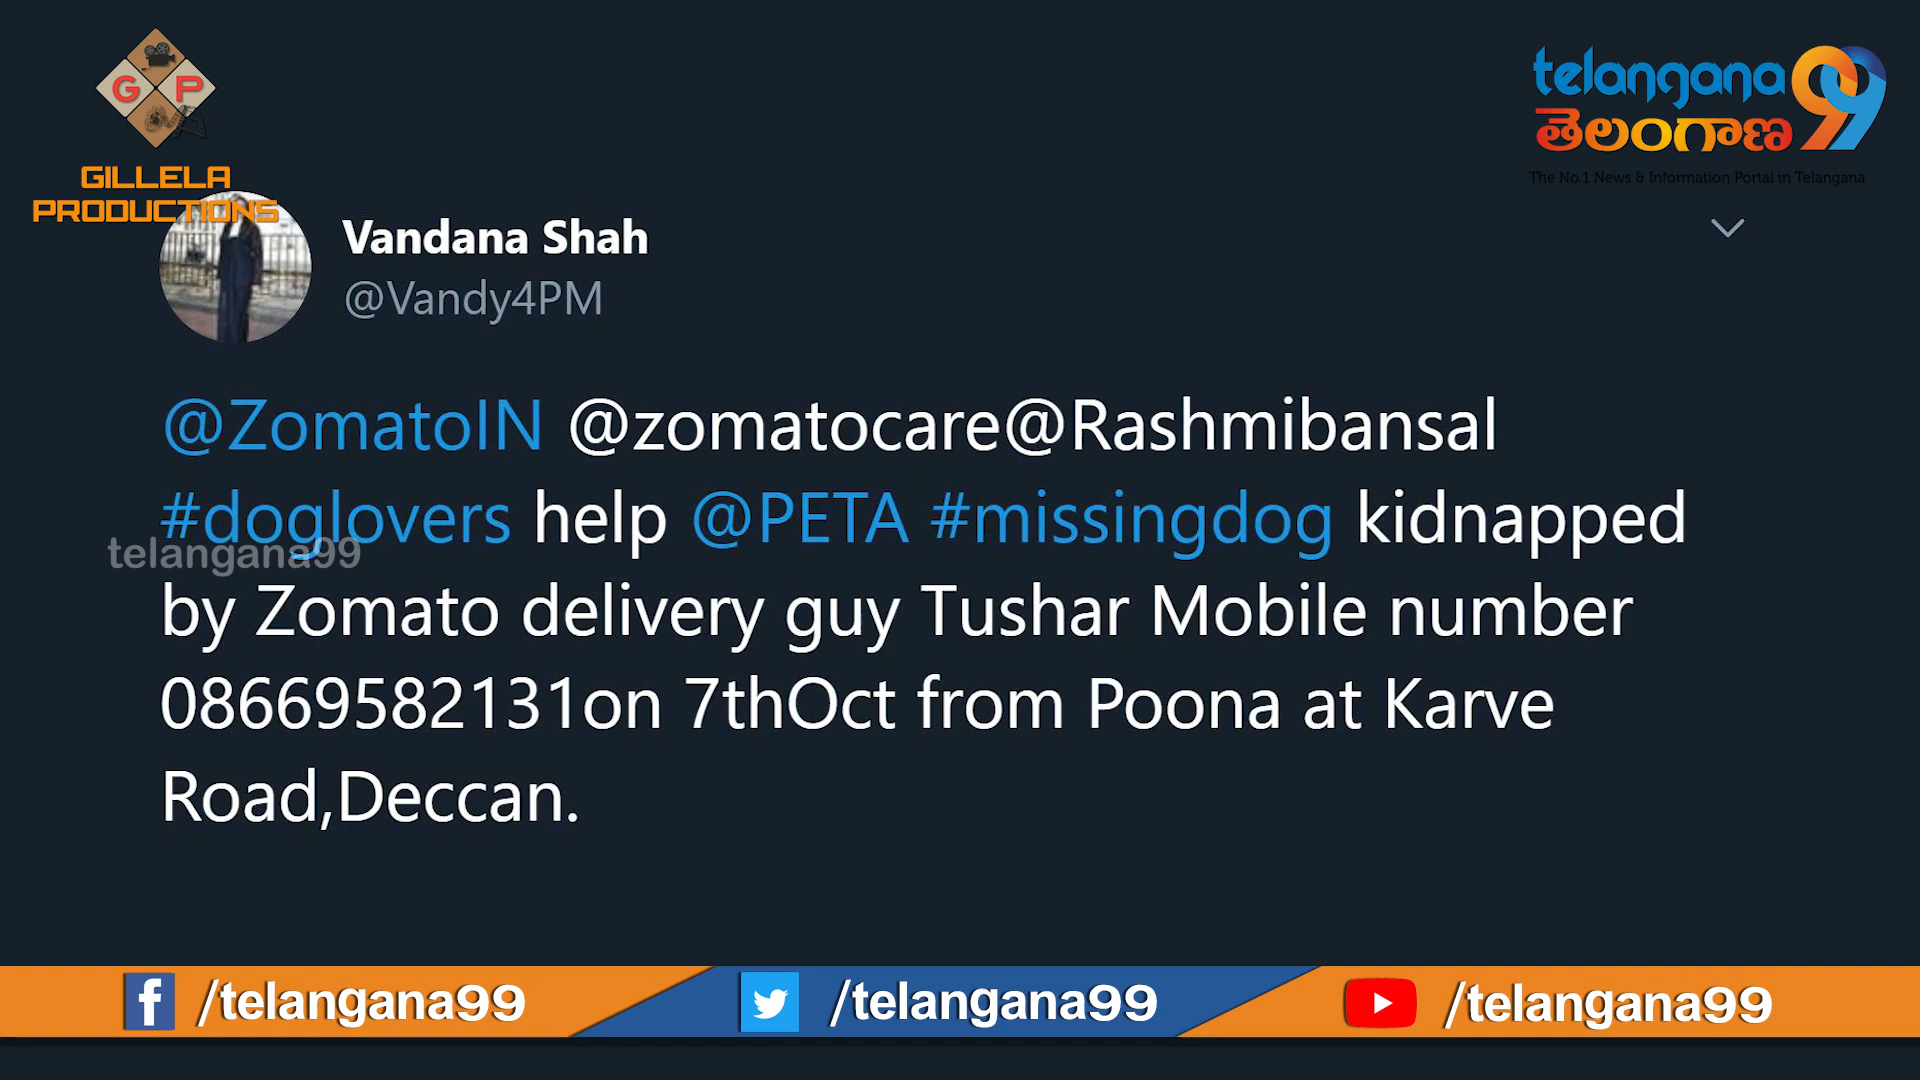 G P
GILLELA
PRODUCTIONS
telangana 99
తెలంగాణ
The No.1 News & Information Portal in Telangana
Vandana Shah
@Vandy4PM
@ZomatoIN @zomatocare@Rashmibansal
#doglovers help @PETA #missingdog kidnapped
telangana99
by Zomato delivery guy Tushar Mobile number
08669582131on 7thOct from Poona at Karve
Road,Deccan.
f /telangana99
/telangana99
/telangana99